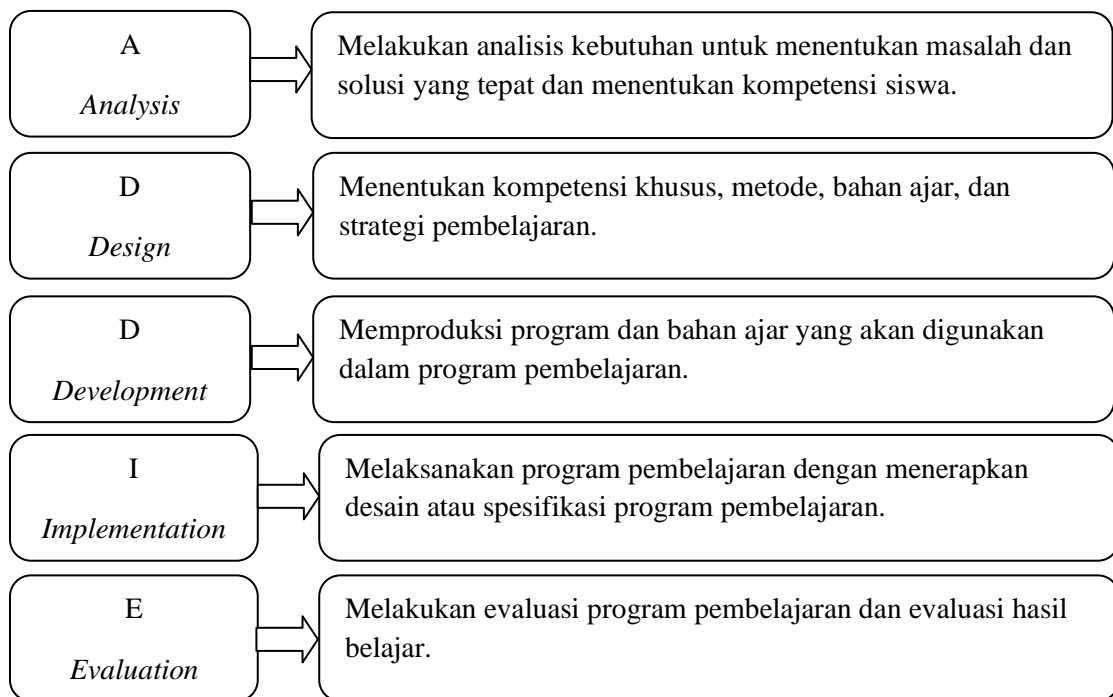 A
Analysis
Melakukan analisis kebutuhan untuk menentukan masalah dan
solusi yang tepat dan menentukan kompetensi siswa.
D
Design
Menentukan kompetensi khusus, metode, bahan ajar, dan
strategi pembelajaran.
D
Development
Memproduksi program dan bahan ajar yang akan digunakan
dalam program pembelajaran.
I
Implementation
Melaksanakan program pembelajaran dengan menerapkan
desain atau spesifikasi program pembelajaran.
E
Evaluation
Melakukan evaluasi program pembelajaran dan evaluasi hasil
belajar.